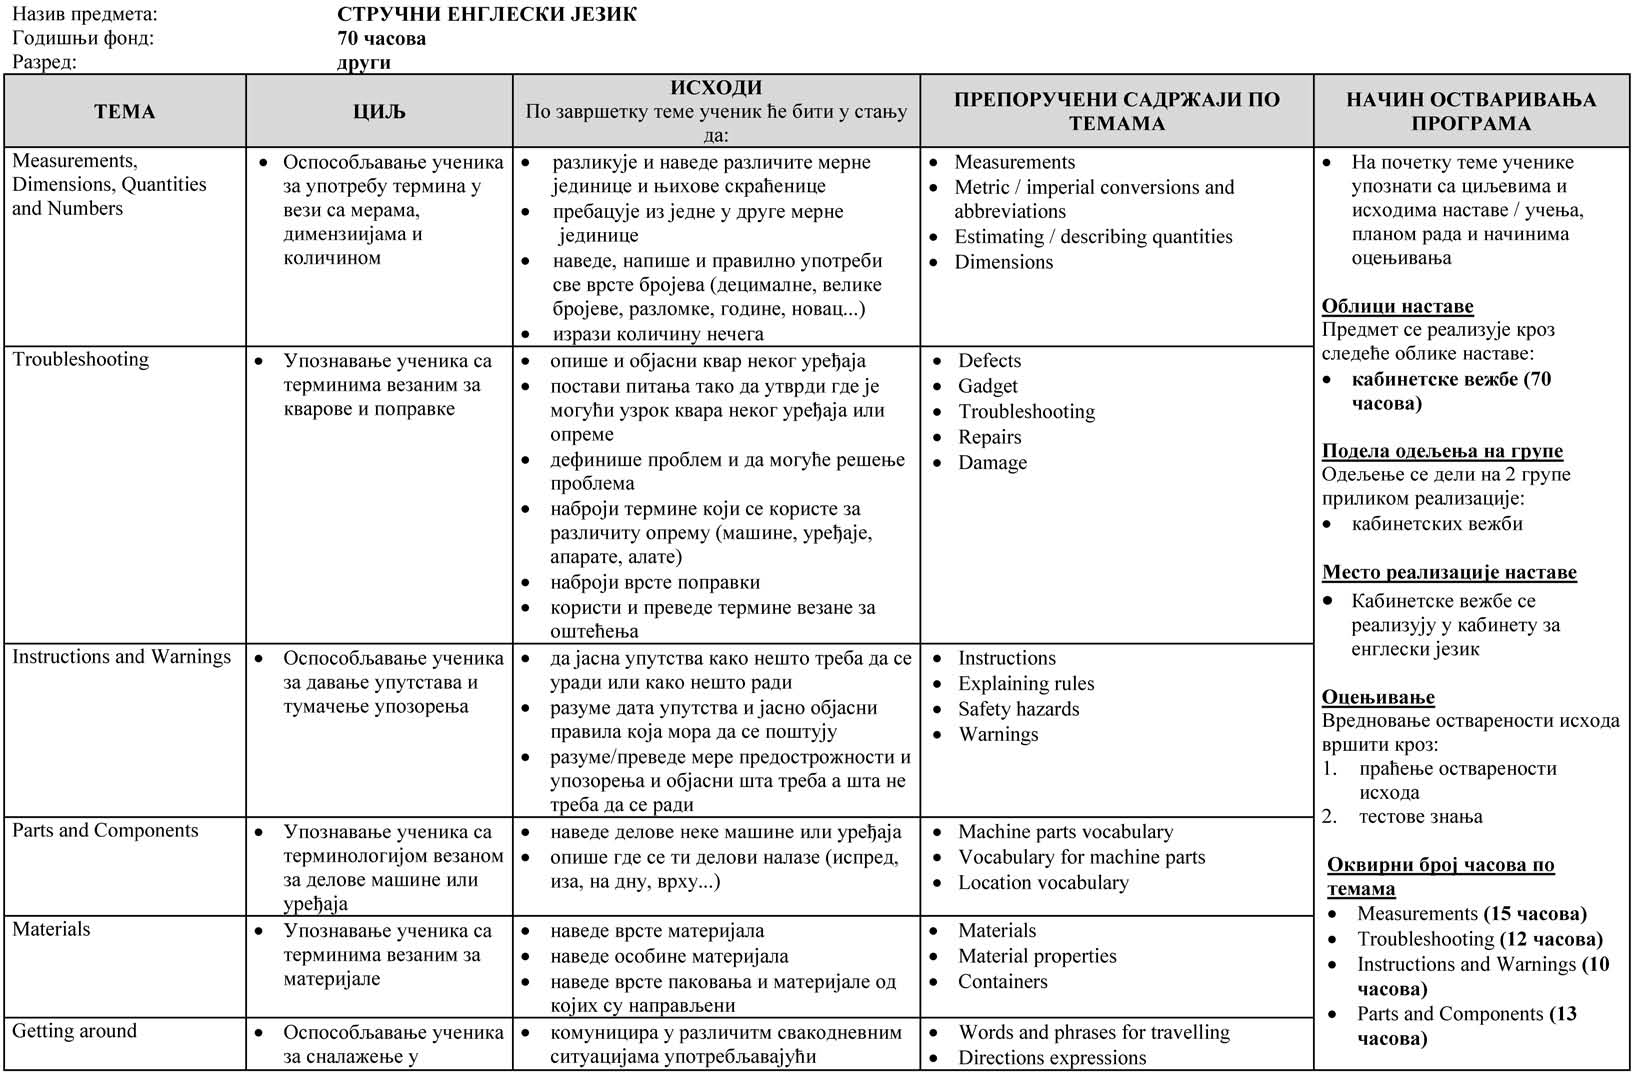 Назив предмета: СТРУЧНИ ЕНГЛЕСКИ ЈЕЗИК
Годишњи фонд: 70 часова
Разред: други
ТЕМА
ЦИЉ
ИСХОДИ
По завршетку теме ученик ће бити у стању
да:
ПРЕПОРУЧЕНИ САДРЖАЈИ ПО
ТЕМАМА
НАЧИН ОСТВАРИВАЊА
ПРОГРАМА
Measurements,
Dimensions, Quantities
and Numbers
• Оспособљавање ученика
за употребу термина у
вези са мерама,
димензиијама и
количином
• разликује и наведе различите мерне
јединице и њихове скраћенице
• пребацује из једне у друге мерне
јединице
• наведе, напише и правилно употреби
све врсте бројева (децималне, велике
бројеве, разломке, године, новац...)
• изрази количину нечега
• Measurements
• Metric / imperial conversions and
abbreviations
• Estimating / describing quantities
• Dimensions
Troubleshooting
• Упознавање ученика са
терминима везаним за
кварове и поправке
• опише и објасни квар неког уређаја
• постави питања тако да утврди где је
могући узрок квара неког уређаја или
опреме
• дефинише проблем и да могуће решење
проблема
• наброји термине који се користе за
различиту опрему (машине, уређаје,
апарате, алате)
• наброји врсте поправки
• користи и преведе термине везане за
оштећења
• Defects
• Gadget
• Troubleshooting
• Repairs
• Damage
Instructions and Warnings
• Оспособљавање ученика
за давање упутстава и
тумачење упозорења
• да јасна упутства како нешто треба да се
уради или како нешто ради
• разуме дата упутства и јасно објасни
правила која мора да се поштују
• разуме/преведе мере предострожности и
упозорења и објасни шта треба а шта не
треба да се ради
• Instructions
• Explaining rules
• Safety hazards
• Warnings
Parts and Components
• Упознавање ученика са
терминологијом везаном
за делове машине или
уређаја
• наведе делове неке машине или уређаја
• опише где се ти делови налазе (испред,
иза, на дну, врху...)
• Machine parts vocabulary
• Vocabulary for machine parts
• Location vocabulary
Materials
• Упознавање ученика са
терминима везаним за
материјале
• наведе врсте материјала
• наведе особине материјала
• наведе врсте паковања и материјале од
којих су направљени
• Materials
• Material properties
• Containers
Getting around
• Оспособљавање ученика
за сналажење у
• комуницира у различитм свакодневним
ситуацијама употребљавајући
• Words and phrases for travelling
• Directions expressions
• На почетку теме ученике
упознати са циљевима и
исходима наставе / учења,
планом рада и начинима
оцењивања
Облици наставе
Предмет се реализује кроз
следеће облике наставе:
• кабинетске вежбе (70
часова)
Подела одељења на групе
Одељење се дели на 2 групе
приликом реализације:
• кабинетских вежби
Место реализације наставе
• Кабинетске вежбе се
реализују у кабинету за
енглески језик
Оцењивање
Вредновање остварености исхода
вршити кроз:
1. праћење остварености
исхода
2. тестове знања
Оквирни број часова по
темама
• Measurements (15 часова)
• Troubleshooting (12 часова)
• Instructions and Warnings (10
часова)
• Parts and Components (13
часова)